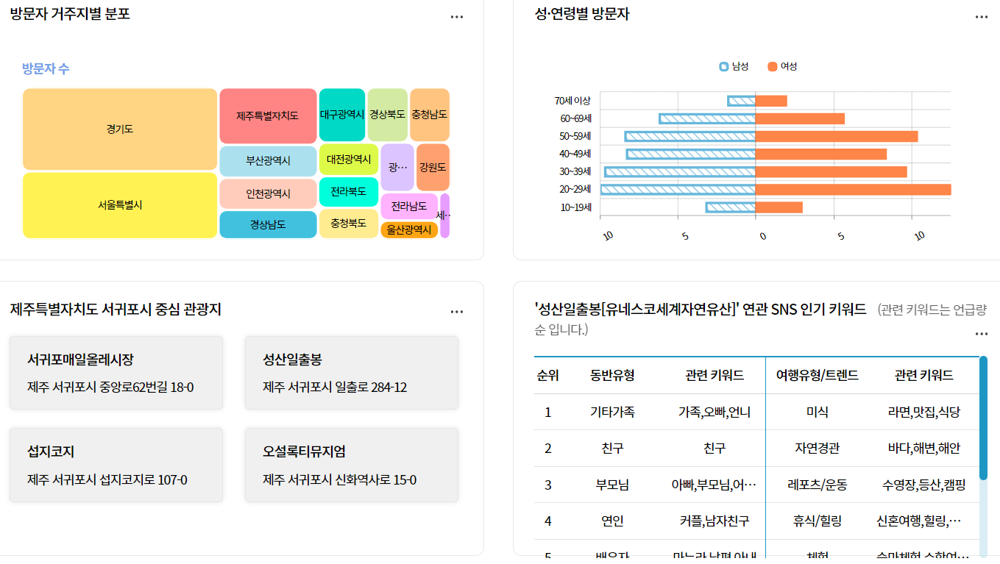 방문자 거주지별 분포
방문자 수
경기도
제주특별자치도
대구광역시
경상북도
충청남도
부산광역시
대전광역시
광…
강원도
서울특별시
인천광역시
전라북도
전라남도
세…
경상남도
충청북도
울산광역시
성·연령별 방문자
남성
여성
70세 이상
60~69세
50~59세
40~49세
30~39세
20~29세
10~19세
10 5 0 5 10
제주특별자치도 서귀포시 중심 관광지
서귀포매일올레시장
제주 서귀포시 중앙로62번길 18-0
성산일출봉
제주 서귀포시 일출로 284-12
섭지코지
제주 서귀포시 섭지코지로 107-0
오설록티뮤지엄
제주 서귀포시 신화역사로 15-0
'성산일출봉[유네스코세계자연유산]' 연관 SNS 인기 키워드 (관련 키워드는 언급량
순 입니다.)
순위 동반유형 관련 키워드 여행유형/트렌드 관련 키워드
1 기타가족 가족,오빠,언니 미식 라면,맛집,식당
2 친구 친구 자연경관 바다,해변,해안
3 부모님 아빠,부모님,어… 레포츠/운동 수영장,등산,캠핑
4 연인 커플,남자친구 휴식/힐링 신혼여행,힐링,…